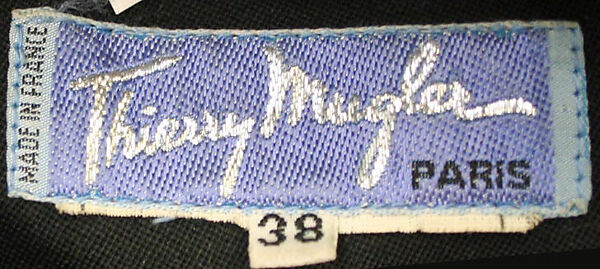 MADE IN FRANCE
Thierry Mugler
PARIS
38